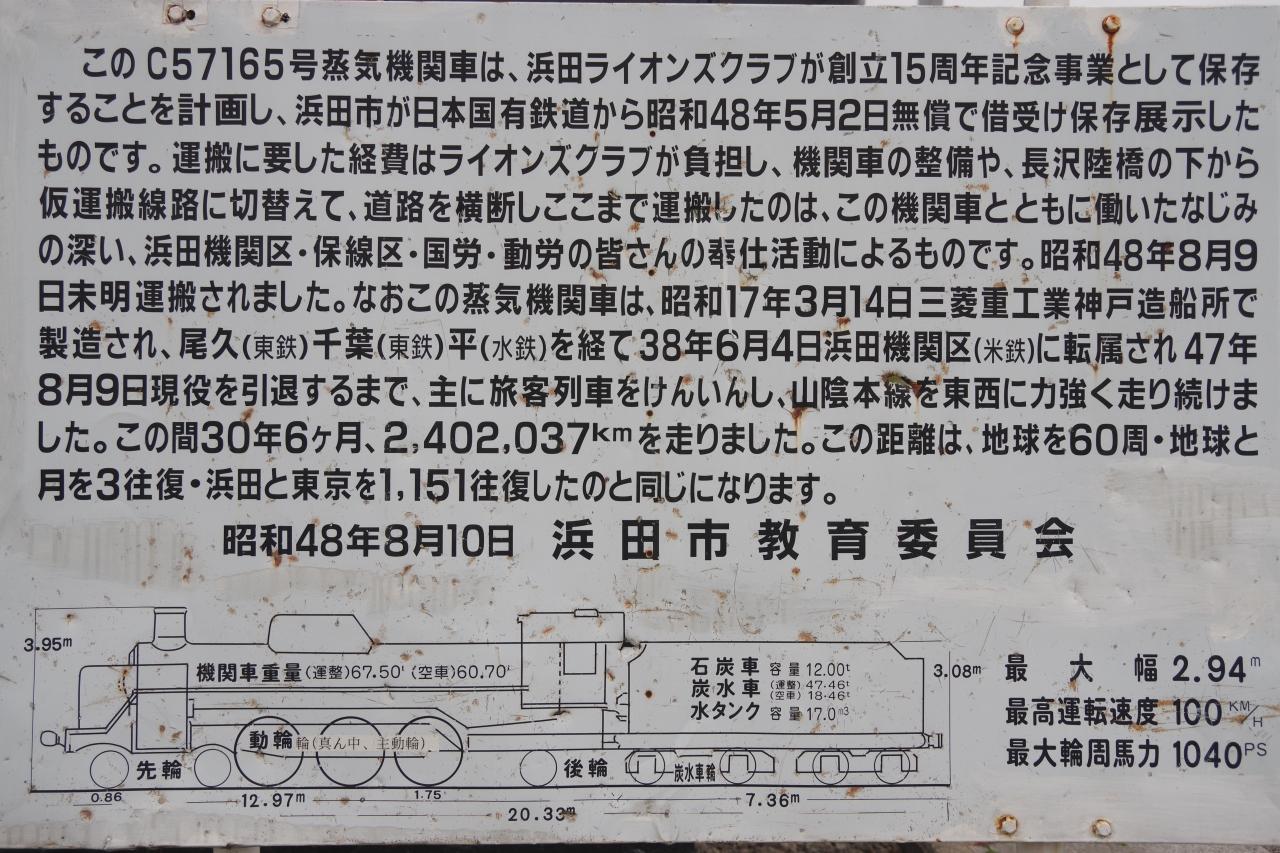 このC57165号蒸気機関車は、浜田ライオンズクラブが創立15周年記念事業として保存
することを計画し、浜田市が日本国有鉄道から昭和48年5月2日無償で借受け保存展示した
ものです。運搬に要した経費はライオンズクラブが負担し、機関車の整備や、長沢陸橋の下から
仮運搬線路に切替えて、道路を横断しここまで運搬したのは、この機関車とともに働いたなじみ
の深い、浜田機関区・保線区・国労・動労の皆さんの奉仕活動によるものです。昭和48年8月9
日未明運搬されました。なおこの蒸気機関車は、昭和17年3月14日三菱重工業神戸造船所で
製造され、尾久(東鉄)千葉(東鉄)平(水鉄)を経て38年6月4日浜田機関区(米鉄)に転属され47年
8月9日現役を引退するまで、主に旅客列車をけんいんし、山陰本線を東西に力強く走り続けま
した。この間30年6ヶ月、2,402,037kmを走りました。この距離は、地球を60周・地球と
月を3往復・浜田と東京を1,151往復したのと同じになります。
昭和48年8月10日 浜田市教育委員会
3.95m
機関車重量(運整)67.50t(空車)60.70t
石炭車 容量 12.00t
炭水車 (運整)47.46t (空車)18.46t
水タンク 容量 17.0m3
3.08m
最大幅 2.94m
最高運転速度 100KM/H
最大輪周馬力 1040PS
先輪
動輪 輪(真ん中、主動輪)
後輪
炭水車輪
0.86
12.97m
1.75
7.36m
20.33m